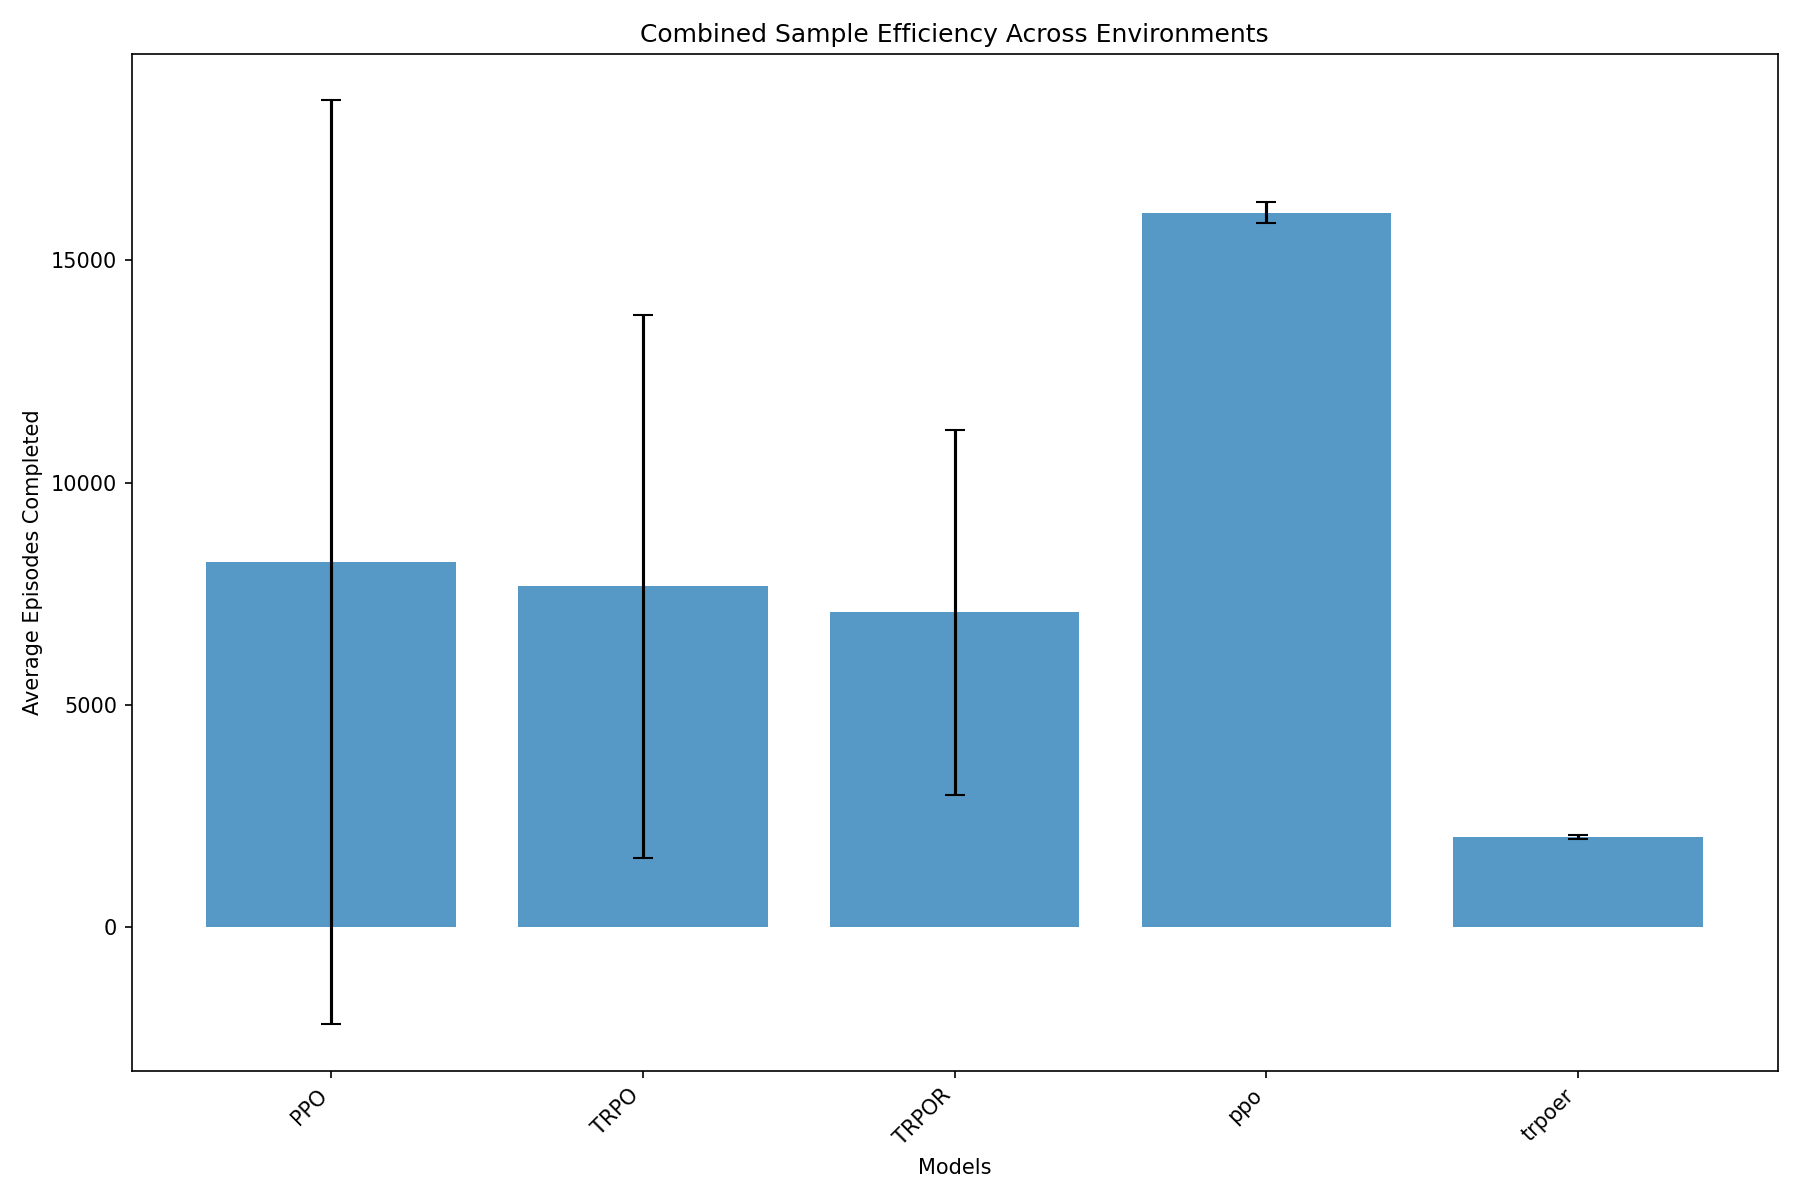 Combined Sample Efficiency Across Environments
Average Episodes Completed
15000
10000
5000
0
PPO
TRPO
TRPOR
ppo
trpoer
Models